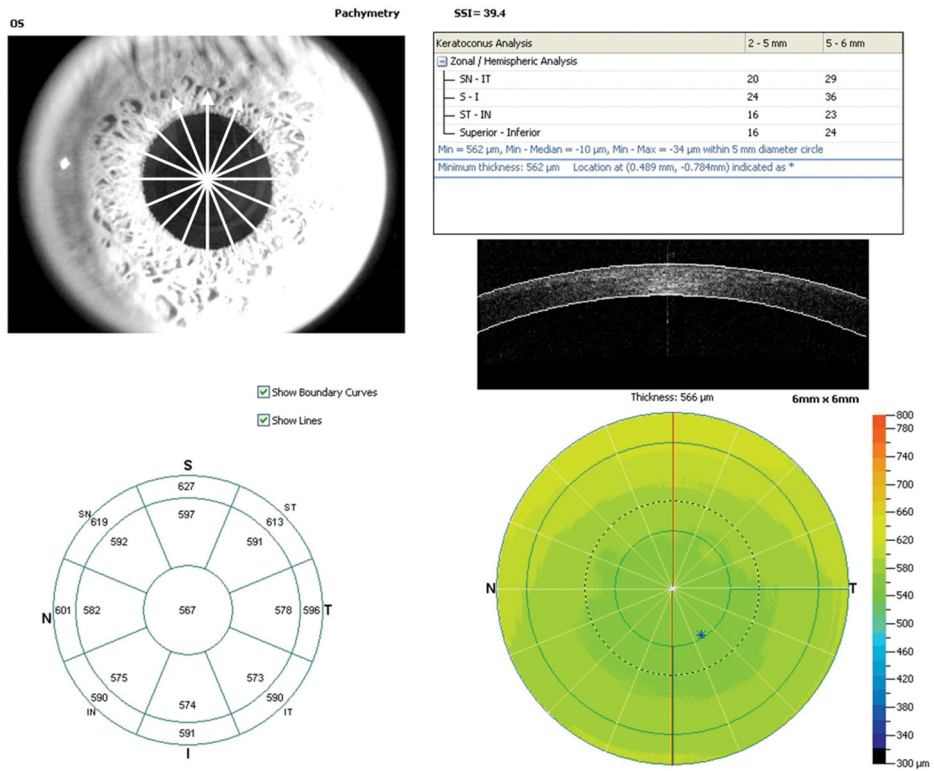 OS
Pachymetry
SSI= 39.4
Keratoconus Analysis 2 - 5 mm 5 - 6 mm
Zonal / Hemispheric Analysis
SN - IT 20 29
S - I 24 36
ST - IN 16 23
Superior - Inferior 16 24
Min = 562 µm, Min - Median = -10 µm, Min - Max = -34 µm within 5 mm diameter circle
Minimum thickness: 562 µm Location at (0.489 mm, -0.784mm) indicated as *
Show Boundary Curves
Show Lines
Thickness: 566 µm
6mm x 6mm
S
627
SN
ST
619
597
613
592
591
N
601
582
567
578
596
T
575
573
590
574
590
IN
IT
591
I
N
T
800
780
740
700
660
620
580
540
500
460
420
380
340
300 µm